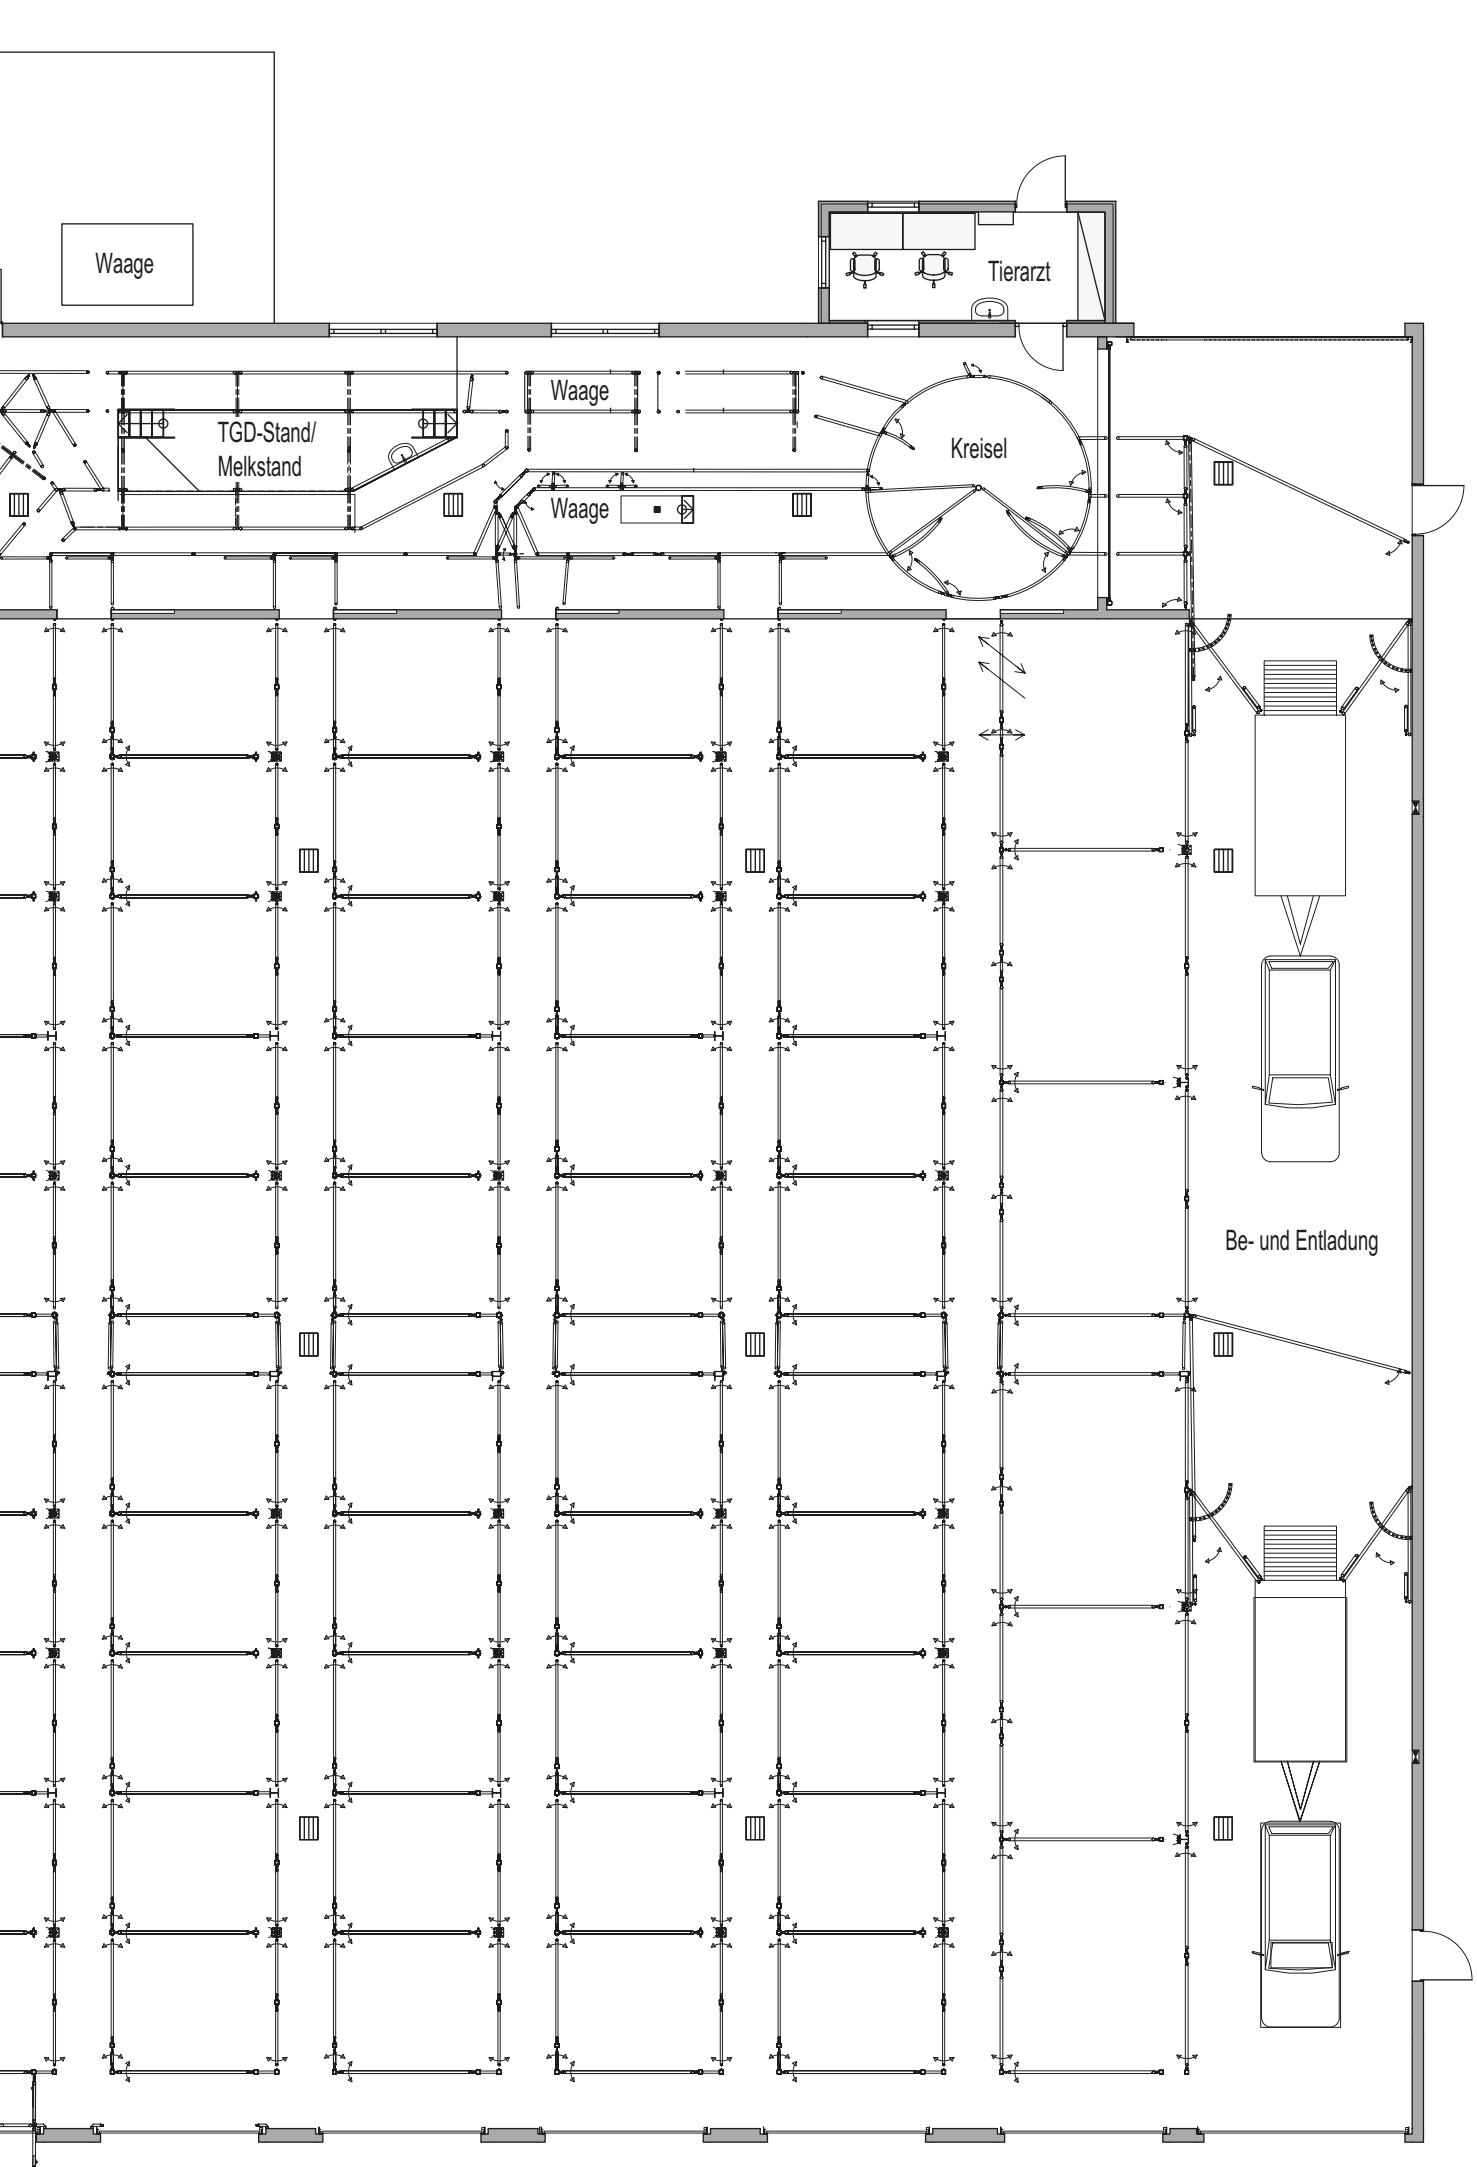 Waage
Tierarzt
Waage
TGD-Stand/
Melkstand
Kreisel
Waage
Be- und Entladung